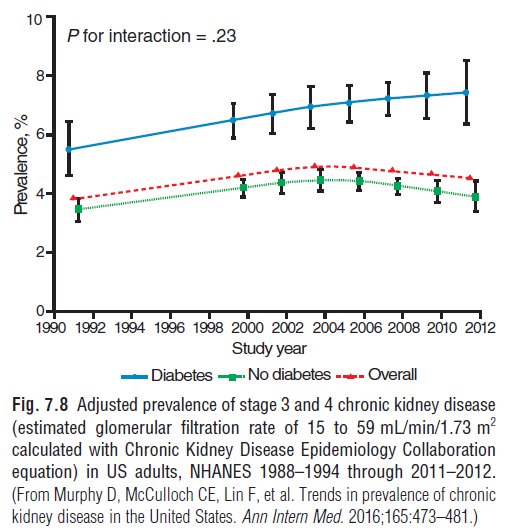 10
P for interaction = .23
8
6
4
2
0
Prevalence, %
1990 1992 1994 1996 1998 2000 2002 2004 2006 2008 2010 2012
Study year
Diabetes No diabetes Overall
Fig. 7.8 Adjusted prevalence of stage 3 and 4 chronic kidney disease
(estimated glomerular filtration rate of 15 to 59 mL/min/1.73 m²
calculated with Chronic Kidney Disease Epidemiology Collaboration
equation) in US adults, NHANES 1988–1994 through 2011–2012.
(From Murphy D, McCulloch CE, Lin F, et al. Trends in prevalence of chronic
kidney disease in the United States. Ann Intern Med. 2016;165:473–481.)